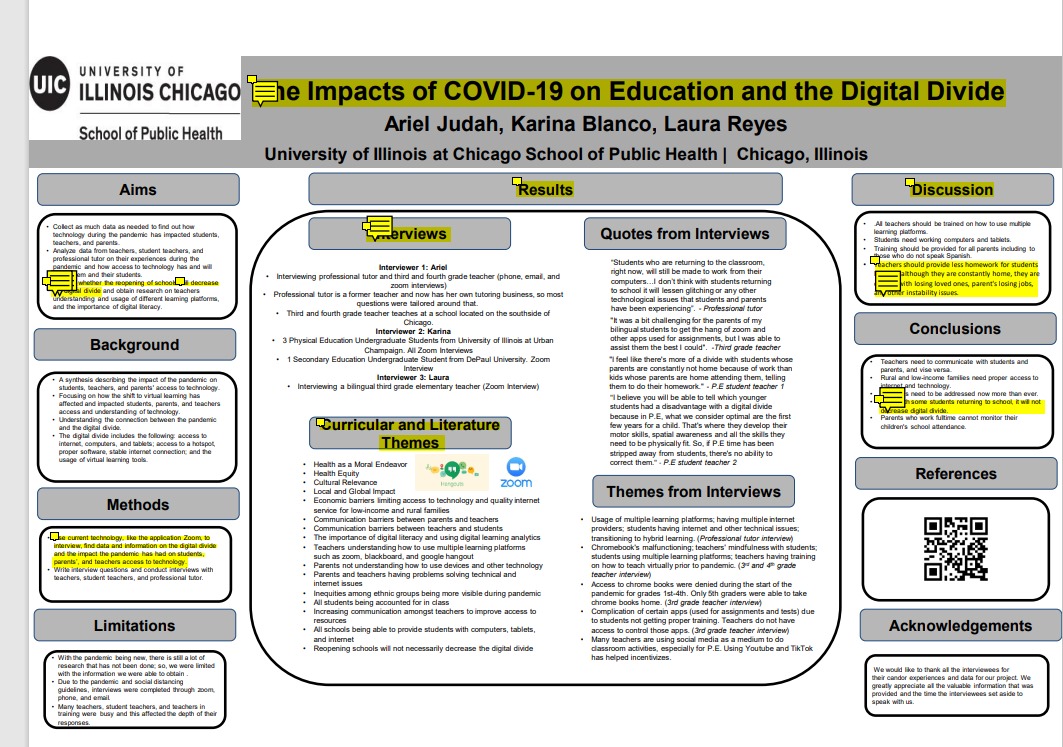 UIC
UNIVERSITY OF
ILLINOIS CHICAGO
School of Public Health
he Impacts of COVID-19 on Education and the Digital Divide
Ariel Judah, Karina Blanco, Laura Reyes
University of Illinois at Chicago School of Public Health | Chicago, Illinois
Aims
• Collect as much data as needed to find out how
technology during the pandemic has impacted students,
teachers, and parents.
• Analyze data from teachers, student teachers, and
professional tutor on their experiences during the
pandemic and how access to technology has and will
em and their students.
whether the reopening of schools will decrease
divide and obtain research on teachers
understanding and usage of different learning platforms,
and the importance of digital literacy.
Background
• A synthesis describing the impact of the pandemic on
students, teachers, and parents' access to technology.
• Focusing on how the shift to virtual learning has
affected and impacted students, parents, and teachers
access and understanding of technology.
• Understanding the connection between the pandemic
and the digital divide.
• The digital divide includes the following: access to
internet, computers, and tablets; access to a hotspot,
proper software, stable internet connection; and the
usage of virtual learning tools.
Methods
use current technology, like the application Zoom, to
interview, find data and information on the digital divide
and the impact the pandemic has had on students,
parents', and teachers access to technology.
• Write interview questions and conduct interviews with
teachers, student teachers, and professional tutor.
Limitations
• With the pandemic being new, there is still a lot of
research that has not been done; so, we were limited
with the information we were able to obtain .
• Due to the pandemic and social distancing
guidelines, interviews were completed through zoom,
phone, and email.
• Many teachers, student teachers, and teachers in
training were busy and this affected the depth of their
responses.
Results
erviews
Interviewer 1: Ariel
• Interviewing professional tutor and third and fourth grade teacher (phone, email, and
zoom interviews)
• Professional tutor is a former teacher and now has her own tutoring business, so most
questions were tailored around that.
• Third and fourth grade teacher teaches at a school located on the southside of
Chicago.
Interviewer 2: Karina
• 3 Physical Education Undergraduate Students from University of Illinois at Urban
Champaign. All Zoom Interviews
• 1 Secondary Education Undergraduate Student from DePaul University. Zoom
Interview
Interviewer 3: Laura
• Interviewing a bilingual third grade elementary teacher (Zoom Interview)
Curricular and Literature
Themes
• Health as a Moral Endeavor
• Health Equity
• Cultural Relevance
• Local and Global Impact
• Economic barriers limiting access to technology and quality internet
service for low-income and rural families
• Communication barriers between parents and teachers
• Communication barriers between teachers and students
• The importance of digital literacy and using digital learning analytics
• Teachers understanding how to use multiple learning platforms
such as zoom, blackboard, and google hangout
• Parents not understanding how to use devices and other technology
• Parents and teachers having problems solving technical and
internet issues
• Inequities among ethnic groups being more visible during pandemic
• All students being accounted for in class
• Increasing communication amongst teachers to improve access to
resources
• All schools being able to provide students with computers, tablets,
and internet
• Reopening schools will not necessarily decrease the digital divide
hangouts
zoom
Quotes from Interviews
"Students who are returning to the classroom,
right now, will still be made to work from their
computers…I don't think with students returning
to school it will lessen glitching or any other
technological issues that students and parents
have been experiencing". - Professional tutor
"It was a bit challenging for the parents of my
bilingual students to get the hang of zoom and
other apps used for assignments, but I was able to
assist them the best I could". -Third grade teacher
"I feel like there's more of a divide with students whose
parents are constantly not home because of work than
kids whose parents are home attending them, telling
them to do their homework." - P.E student teacher 1
"I believe you will be able to tell which younger
students had a disadvantage with a digital divide
because in P.E, what we consider optimal are the first
few years for a child. That's where they develop their
motor skills, spatial awareness and all the skills they
need to be physically fit. So, if P.E time has been
stripped away from students, there's no ability to
correct them." - P.E student teacher 2
Themes from Interviews
• Usage of multiple learning platforms; having multiple internet
providers; students having internet and other technical issues;
transitioning to hybrid learning. (Professional tutor interview)
• Chromebook's malfunctioning; teachers' mindfulness with students;
students using multiple learning platforms; teachers having training
on how to teach virtually prior to pandemic. (3rd and 4th grade
teacher interview)
• Access to chrome books were denied during the start of the
pandemic for grades 1st-4th. Only 5th graders were able to take
chrome books home. (3rd grade teacher interview)
• Complication of certain apps (used for assignments and tests) due
to students not getting proper training. Teachers do not have
access to control those apps. (3rd grade teacher interview)
• Many teachers are using social media as a medium to do
classroom activities, especially for P.E. Using Youtube and TikTok
has helped incentivizes.
Discussion
• All teachers should be trained on how to use multiple
learning platforms.
• Students need working computers and tablets.
• Training should be provided for all parents including to
those who do not speak Spanish.
Teachers should provide less homework for students
although they are constantly home, they are
with losing loved ones, parent's losing jobs,
other instability issues.
Conclusions
• Teachers need to communicate with students and
parents, and vise versa.
• Rural and low-income families need proper access to
internet and technology.
need to be addressed now more than ever.
some students returning to school, it will not
decrease digital divide.
• Parents who work fulltime cannot monitor their
children's school attendance.
References
Acknowledgements
We would like to thank all the interviewees for
their candor experiences and data for our project. We
greatly appreciate all the valuable information that was
provided and the time the interviewees set aside to
speak with us.